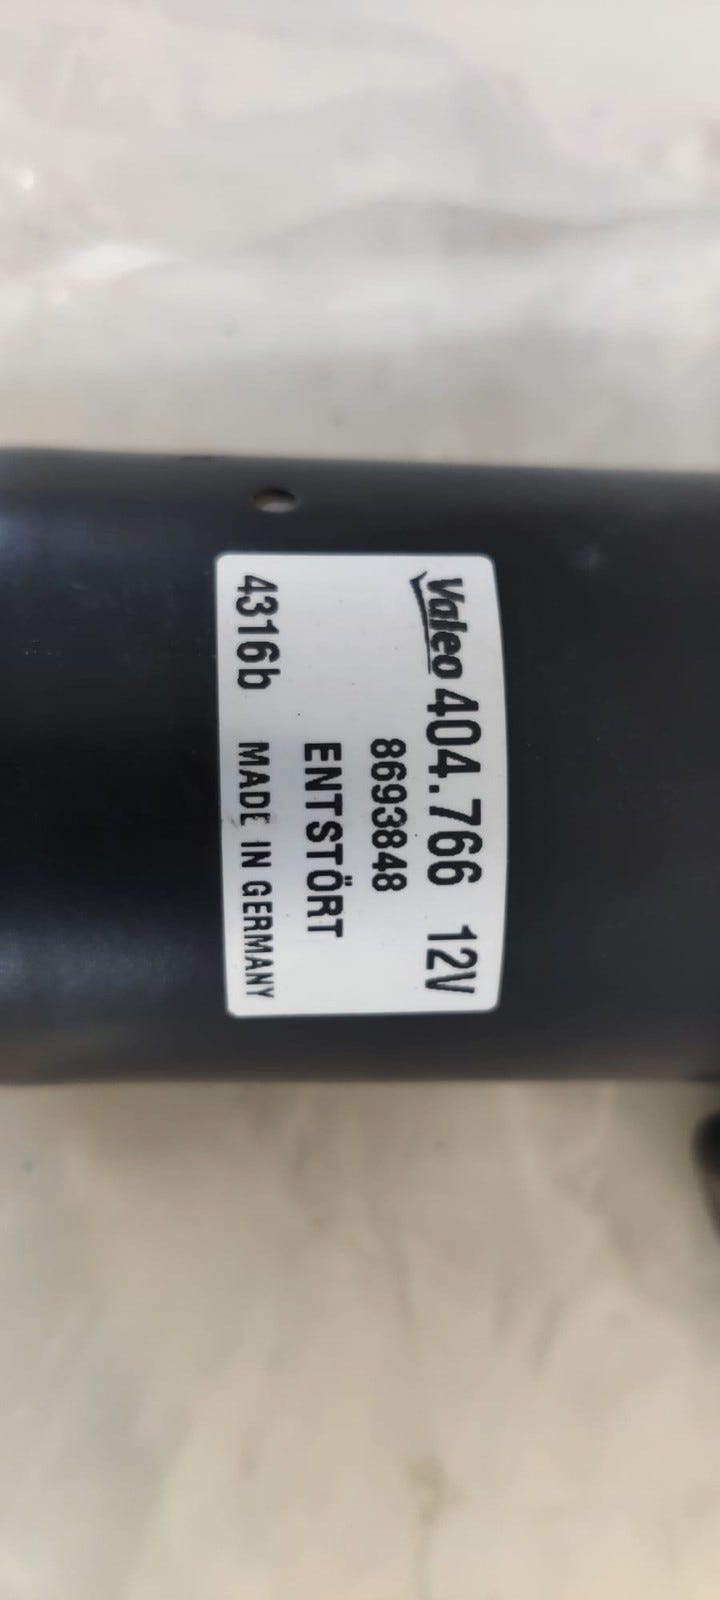 Valeo 404.766 12V
8693848
ENTSTÖRT
4316b MADE IN GERMANY